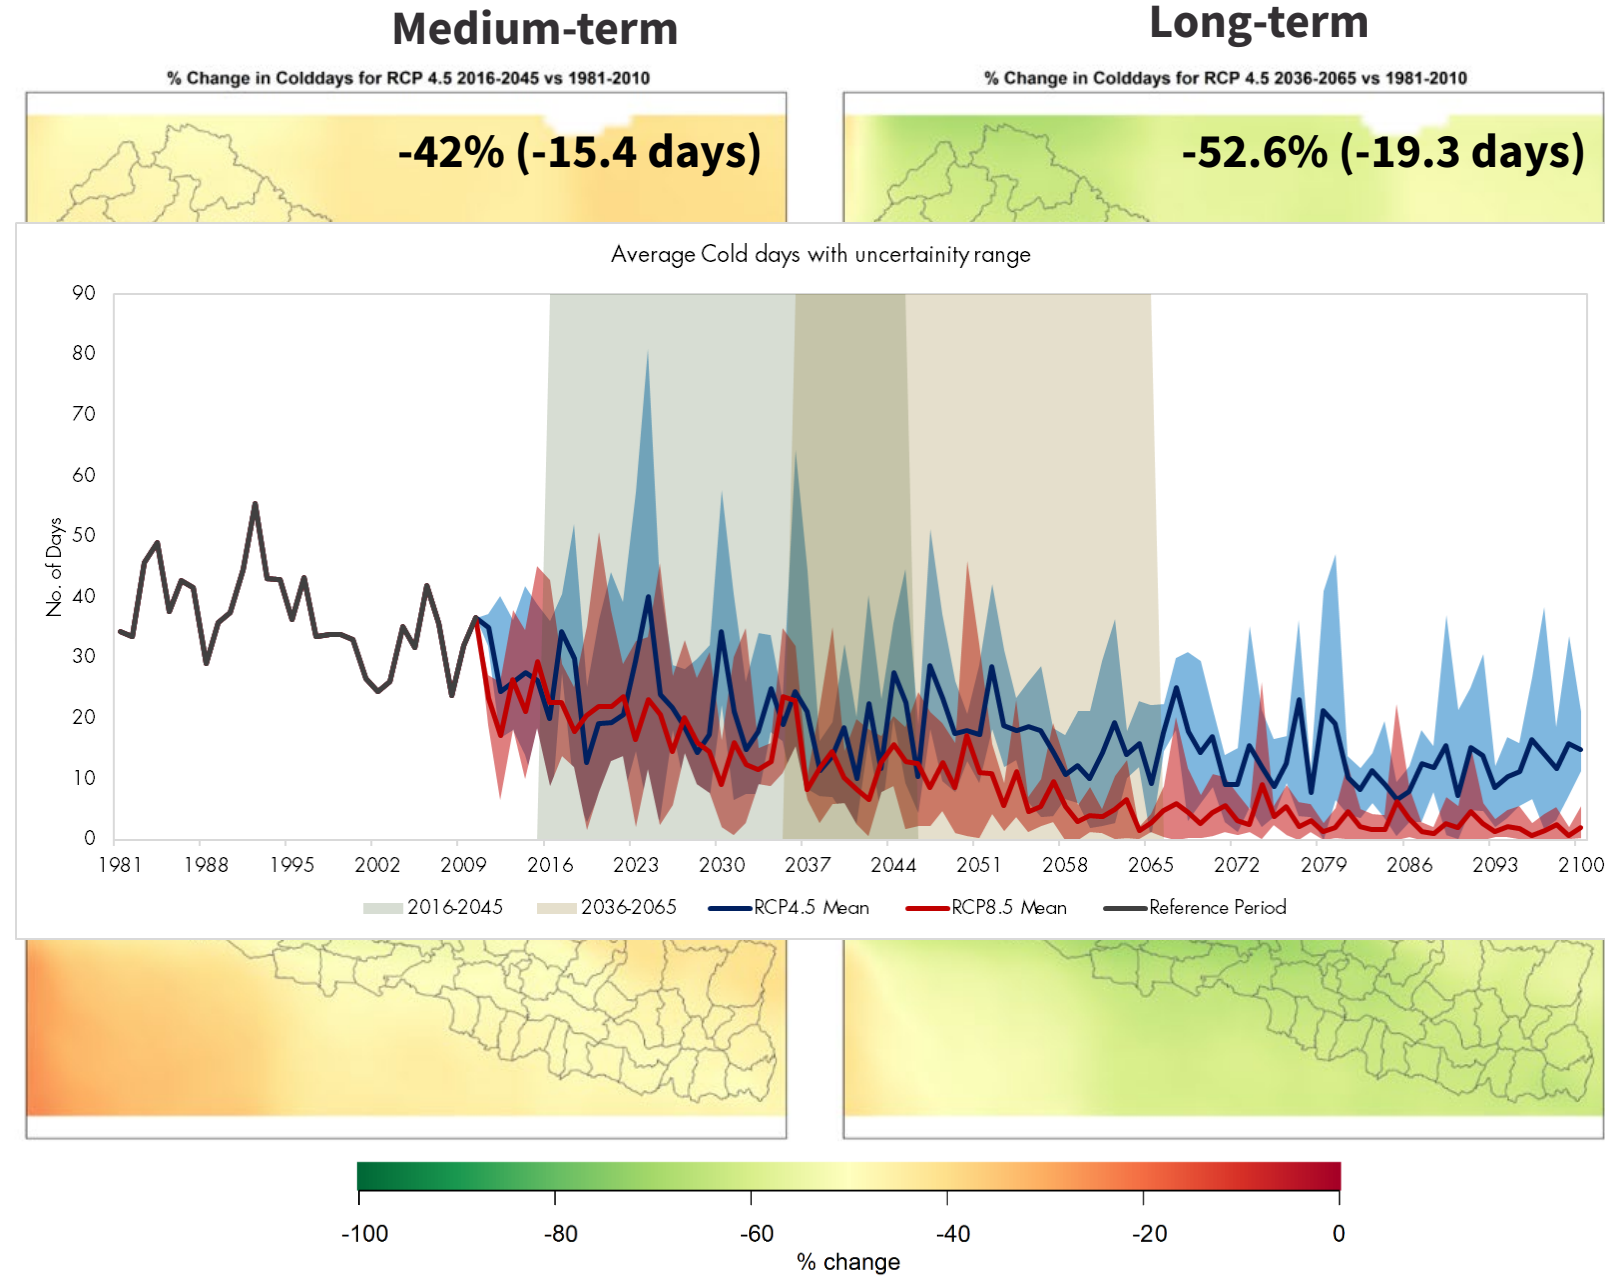 Medium-term
Long-term
% Change in Colddays for RCP 4.5 2016-2045 vs 1981-2010
% Change in Colddays for RCP 4.5 2036-2065 vs 1981-2010
-42% (-15.4 days)
-52.6% (-19.3 days)
Average Cold days with uncertainity range
90
80
70
60
50
40
30
20
10
0
No. of Days
1981 1988 1995 2002 2009 2016 2023 2030 2037 2044 2051 2058 2065 2072 2079 2086 2093 2100
2016-2045 2036-2065 RCP4.5 Mean RCP8.5 Mean Reference Period
-100 -80 -60 -40 -20 0
% change